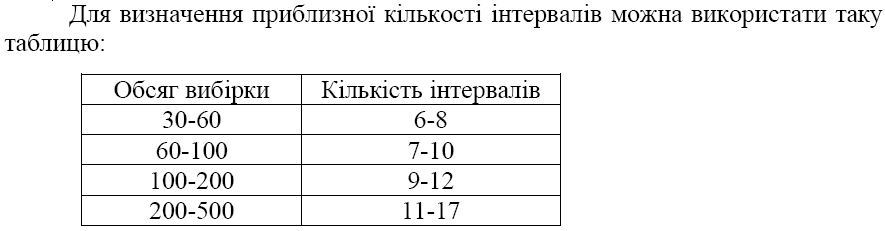 Для визначення приблизної кількості інтервалів можна використати таку
таблицю:
Обсяг вибірки Кількість інтервалів
30-60 6-8
60-100 7-10
100-200 9-12
200-500 11-17